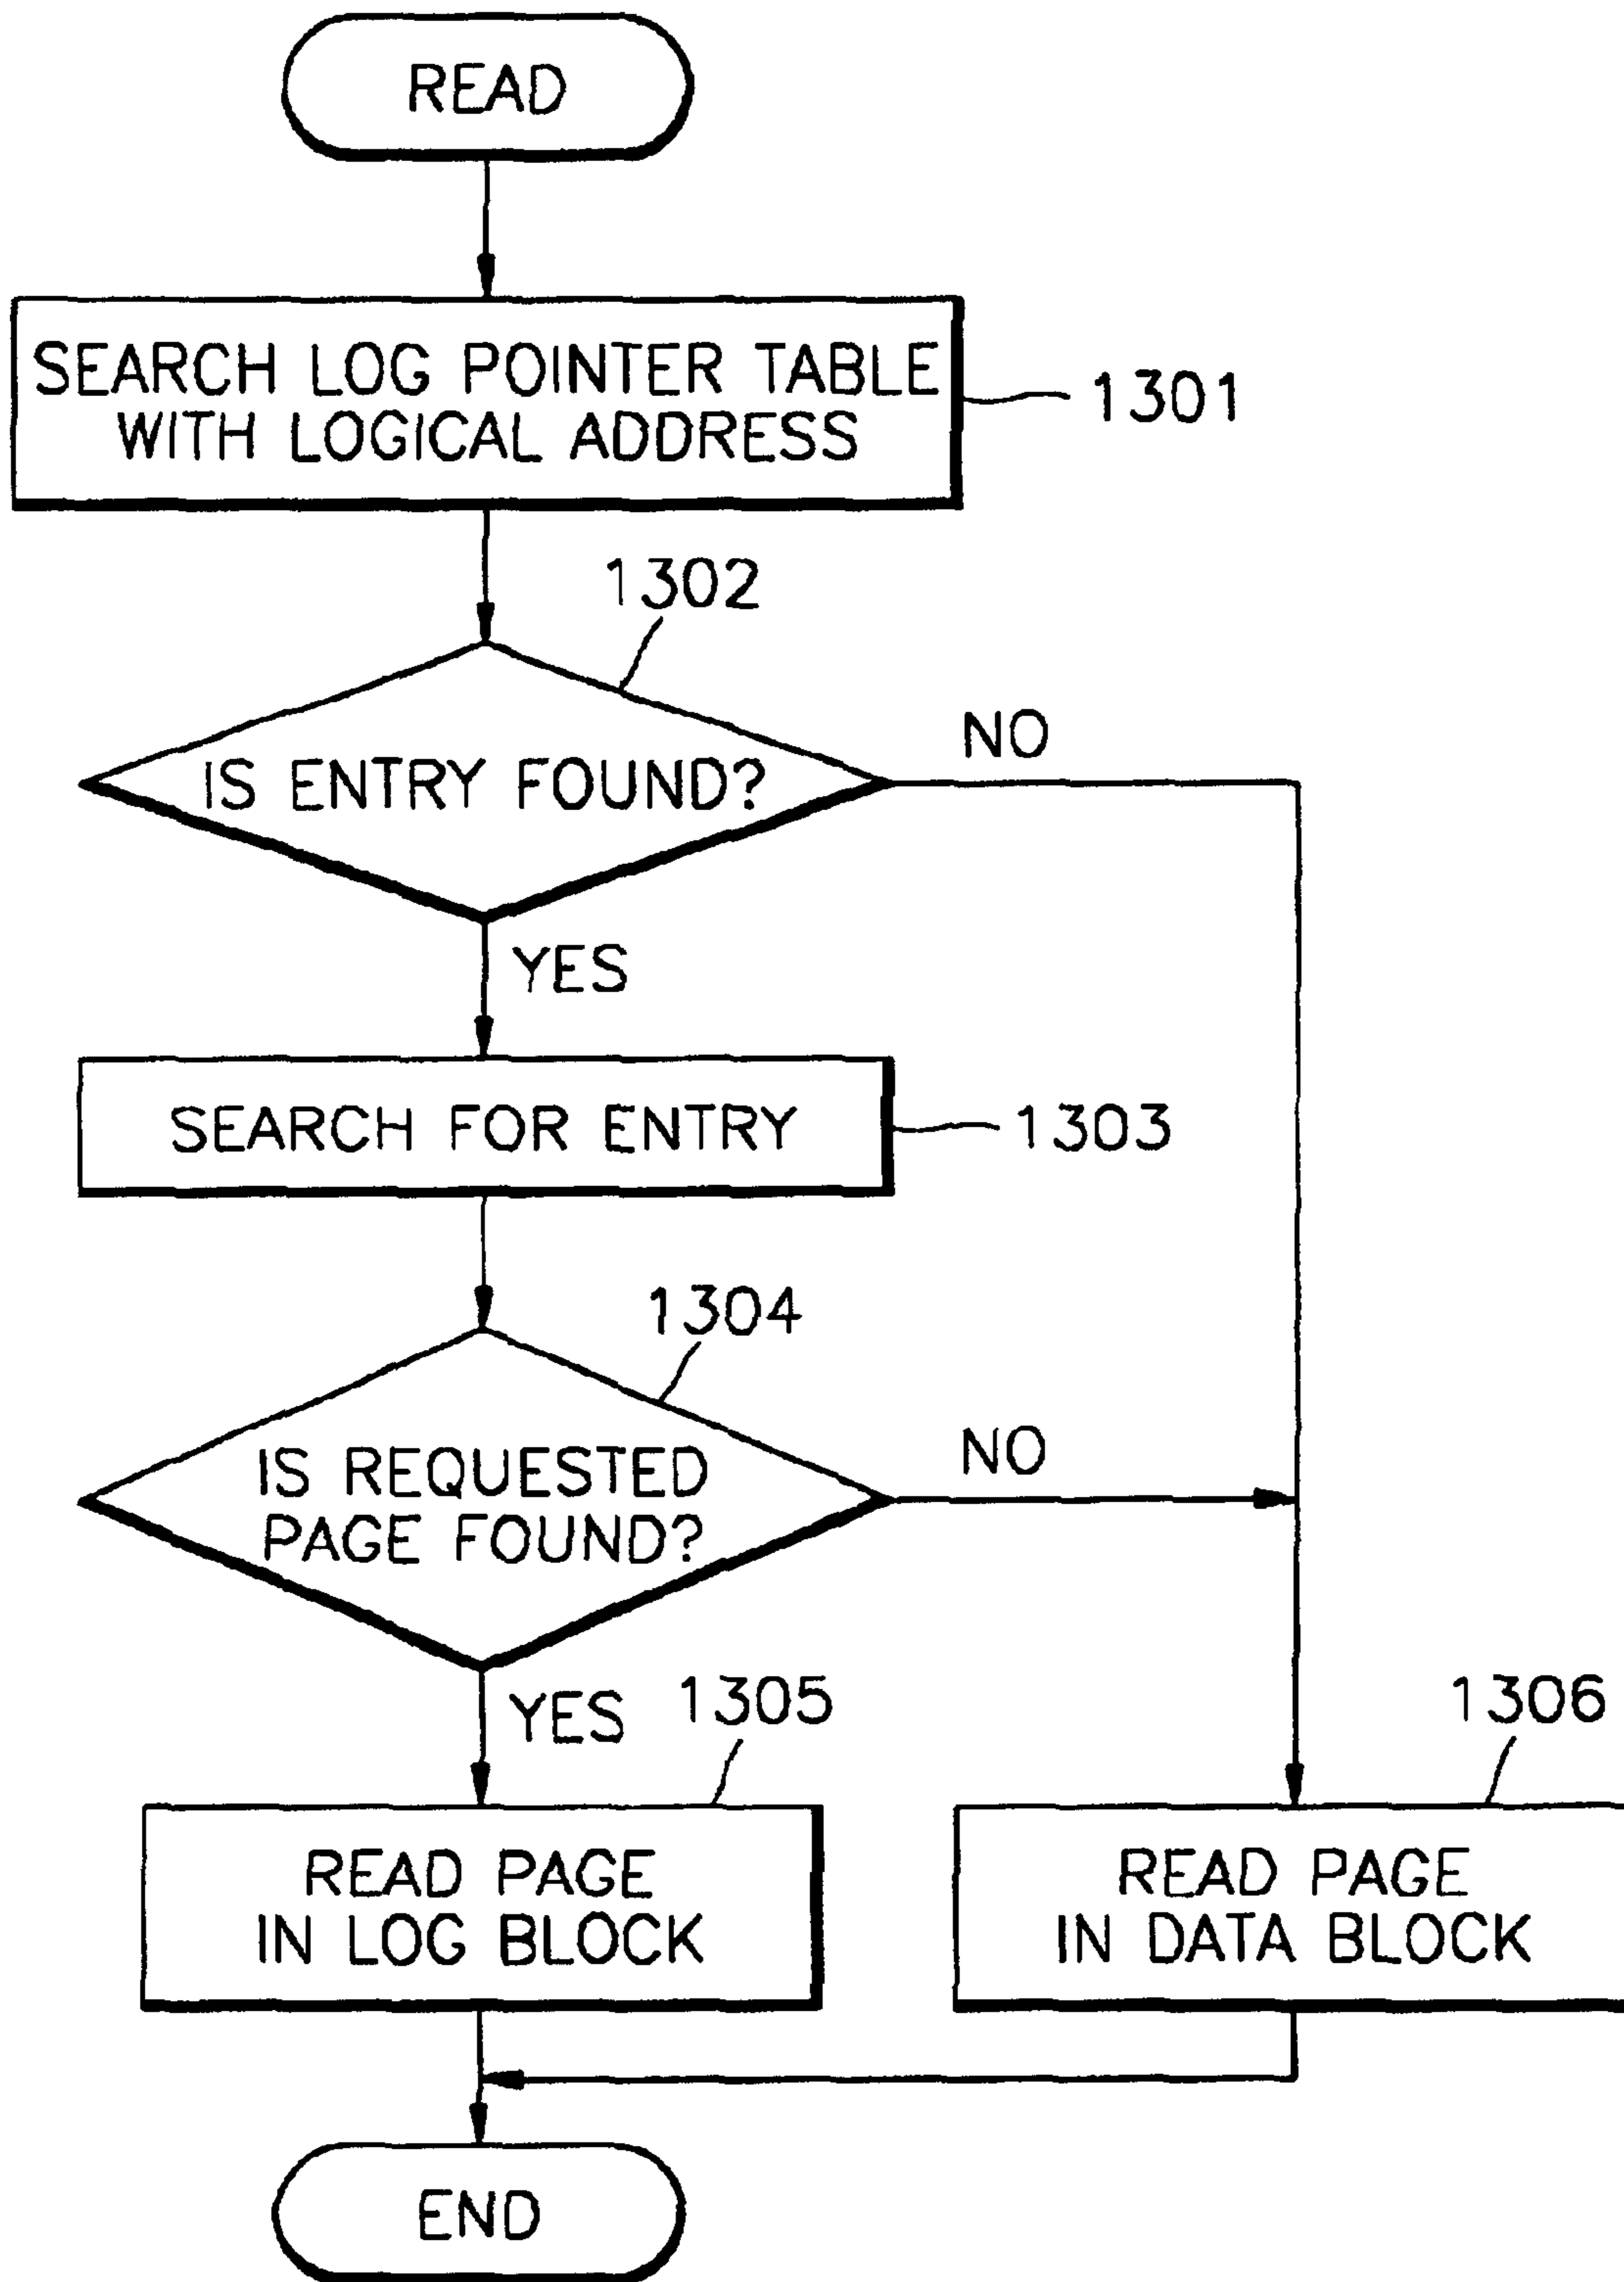 READ
SEARCH LOG POINTER TABLE
WITH LOGICAL ADDRESS
1301
1302
IS ENTRY FOUND?
NO
YES
SEARCH FOR ENTRY
1303
1304
IS REQUESTED
PAGE FOUND?
NO
YES
1305
1306
READ PAGE
IN LOG BLOCK
READ PAGE
IN DATA BLOCK
END